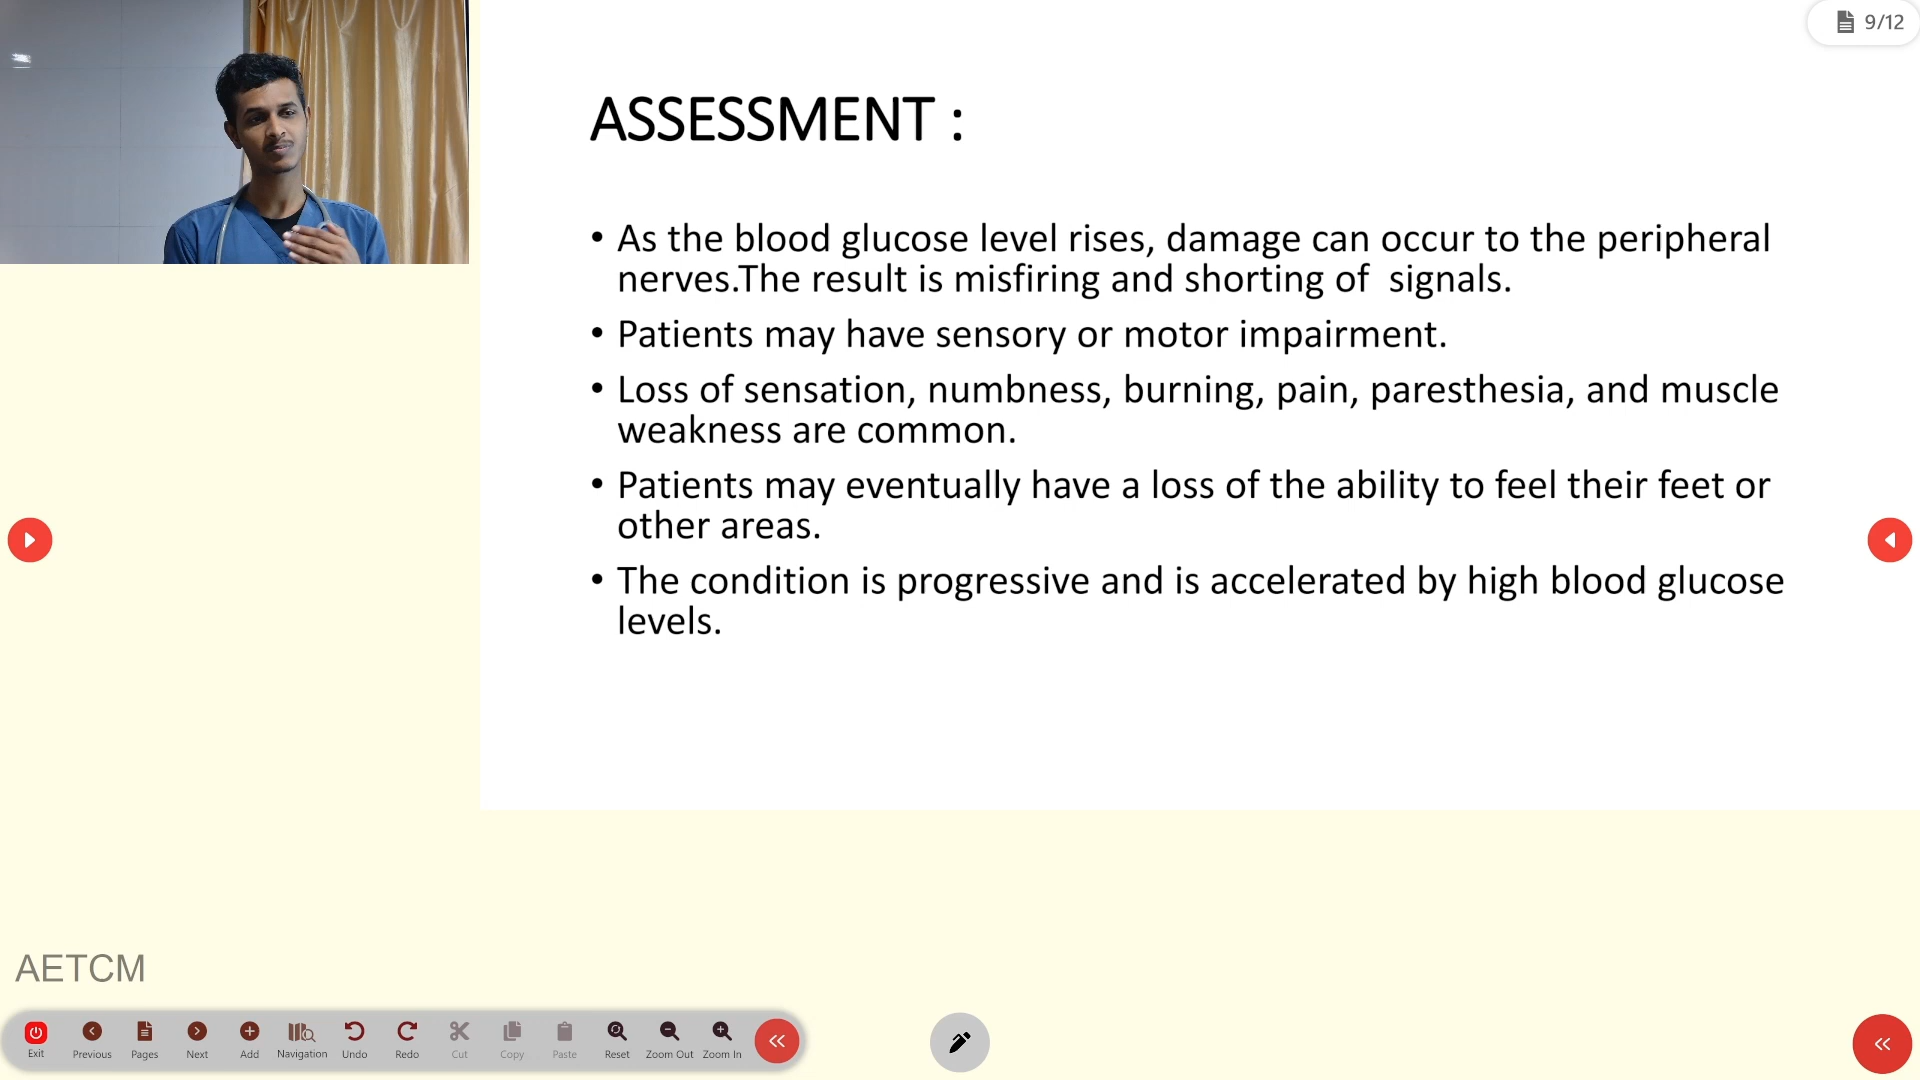 9/12
ASSESSMENT :
• As the blood glucose level rises, damage can occur to the peripheral
nerves.The result is misfiring and shorting of  signals.
• Patients may have sensory or motor impairment.
• Loss of sensation, numbness, burning, pain, paresthesia, and muscle
weakness are common.
• Patients may eventually have a loss of the ability to feel their feet or
other areas.
• The condition is progressive and is accelerated by high blood glucose
levels.
AETCM
Exit Previous Pages Next Add Navigation Undo Redo Cut Copy Paste Reset Zoom Out Zoom In